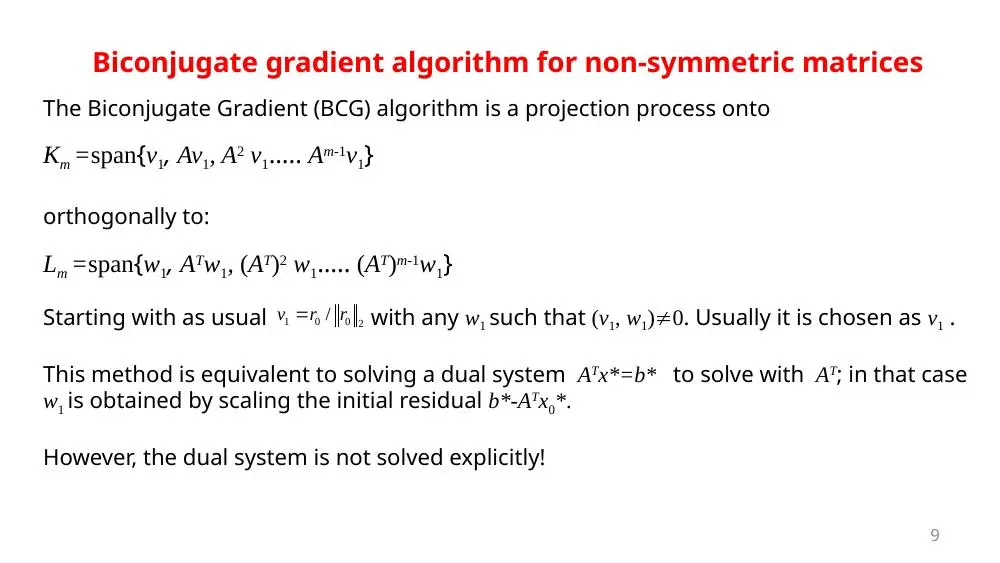 Biconjugate gradient algorithm for non-symmetric matrices
The Biconjugate Gradient (BCG) algorithm is a projection process onto
Kₘ =span{v₁, Av₁, A² v₁..... Aᵐ⁻¹v₁}
orthogonally to:
Lₘ =span{w₁, Aᵀw₁, (Aᵀ)² w₁..... (Aᵀ)ᵐ⁻¹w₁}
Starting with as usual v₁ =r₀ / ‖r₀‖₂ with any w₁ such that (v₁, w₁)≠0. Usually it is chosen as v₁ .
This method is equivalent to solving a dual system Aᵀx*=b* to solve with Aᵀ; in that case
w₁ is obtained by scaling the initial residual b*-Aᵀx₀*.
However, the dual system is not solved explicitly!
9